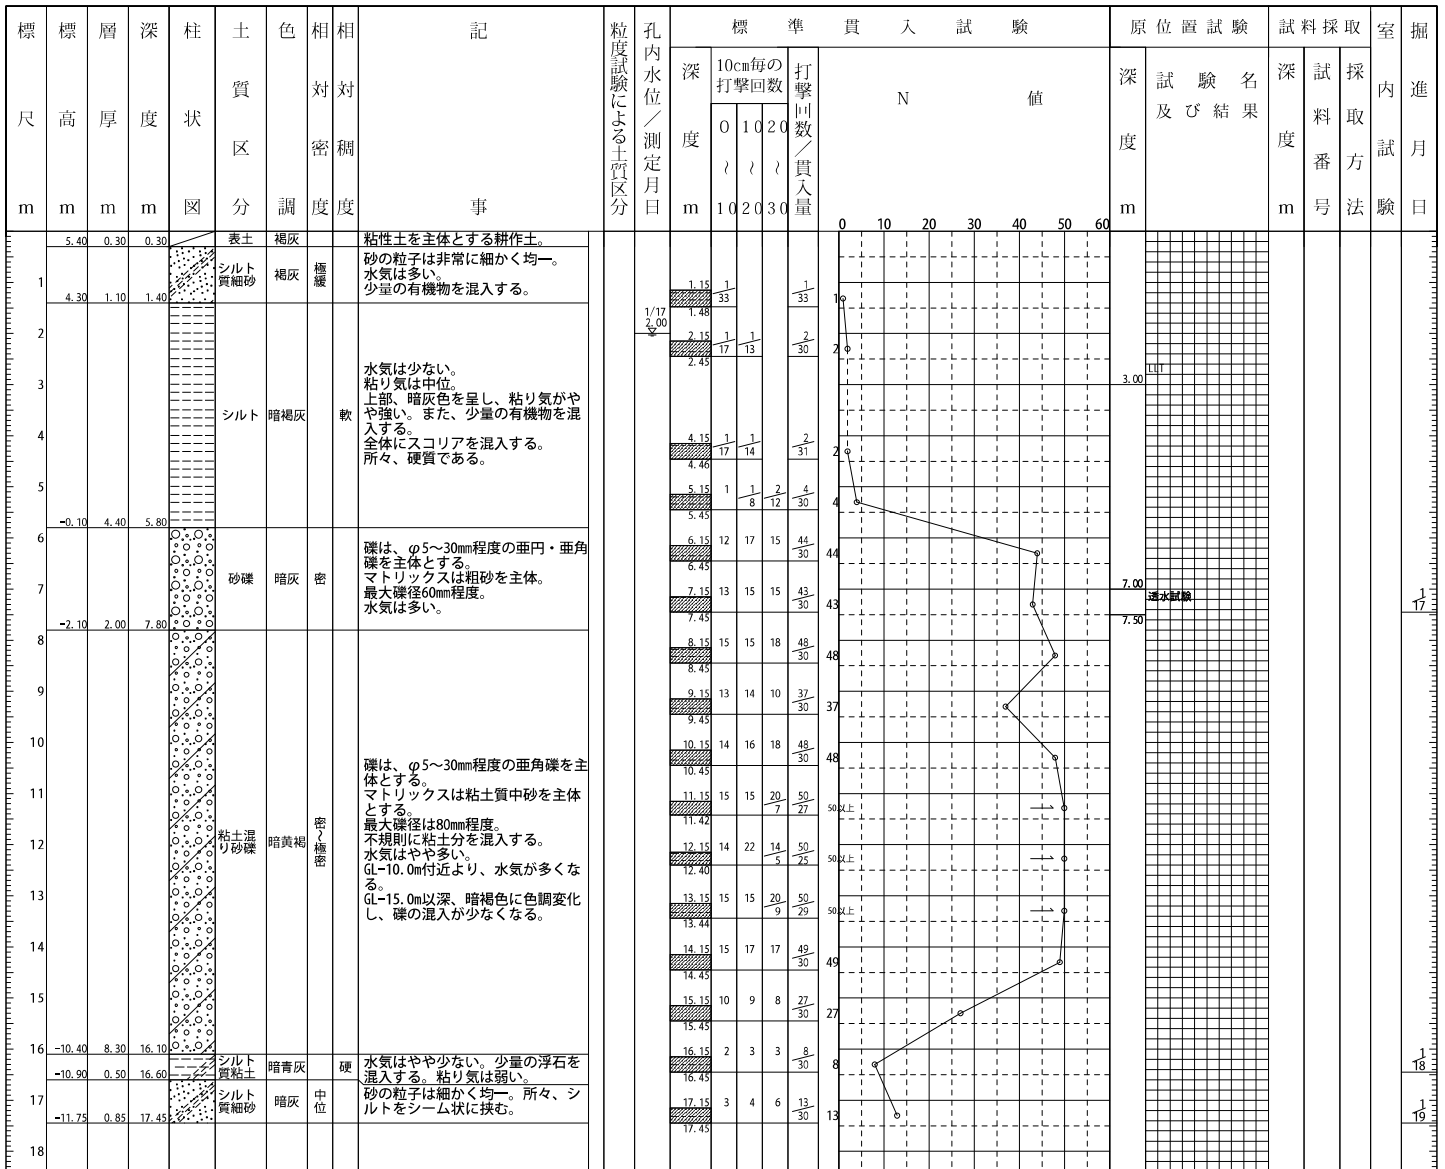 標尺 m
標高 m
層厚 m
深度 m
柱状図
土質区分
色調
相対密度
相対稠度
記事
粒度試験による土質区分
孔内水位／測定月日
標準貫入試験
深度 m
10cm毎の
打撃回数
0 10 20
～ ～ ～
10 20 30
打撃回数／貫入量
N 値
0 10 20 30 40 50 60
原位置試験
深度 m
試験名
及び結果
試料採取
深度 m
試料番号
採取方法
室内試験
掘進月日
5.40 0.30 0.30 表土 褐灰 粘性土を主体とする耕作土。
4.30 1.10 1.40
シルト
質細砂
褐灰
極緩
砂の粒子は非常に細かく均一。
水気は多い。
少量の有機物を混入する。
-0.10 4.40 5.80 シルト 暗褐灰 軟
水気は少ない。
粘り気は中位。
上部、暗灰色を呈し、粘り気がや
や強い。また、少量の有機物を混
入する。
全体にスコリアを混入する。
所々、硬質である。
-2.10 2.00 7.80 砂礫 暗灰 密
礫は、φ5～30mm程度の亜円・亜角
礫を主体とする。
マトリックスは粗砂を主体。
最大礫径60mm程度。
水気は多い。
-10.40 8.30 16.10
粘土混
り砂礫
暗黄褐
密～極密
礫は、φ5～30mm程度の亜角礫を主
体とする。
マトリックスは粘土質中砂を主体
とする。
最大礫径は80mm程度。
不規則に粘土分を混入する。
水気はやや多い。
GL-10.0m付近より、水気が多くな
る。
GL-15.0m以深、暗褐色に色調変化
し、礫の混入が少なくなる。
-10.90 0.50 16.60
シルト
質粘土
暗青灰
硬
水気はやや少ない。少量の浮石を
混入する。粘り気は弱い。
-11.75 0.85 17.45
シルト
質細砂
暗灰
中位
砂の粒子は細かく均一。所々、シ
ルトをシーム状に挟む。
1
2
3
4
5
6
7
8
9
10
11
12
13
14
15
16
17
18
1/17
2.00
1.15 1/33 1/33 1
1.48
2.15 1/17 1/13 2/30 2
2.45
4.15 1/17 1/14 2/31 2
4.46
5.15 1 1/8 2/12 4/30 4
5.45
6.15 12 17 15 44/30 44
6.45
7.15 13 15 15 43/30 43
7.45
8.15 15 15 18 48/30 48
8.45
9.15 13 14 10 37/30 37
9.45
10.15 14 16 18 48/30 48
10.45
11.15 15 15 20/7 50/27 50以上
11.42
12.15 14 22 14/5 50/25 50以上
12.40
13.15 15 15 20/9 50/29 50以上
13.44
14.15 15 17 17 49/30 49
14.45
15.15 10 9 8 27/30 27
15.45
16.15 2 3 3 8/30 8
16.45
17.15 3 4 6 13/30 13
17.45
3.00 LLT
7.00
透水試験
7.50
1/17
1/18
1/19